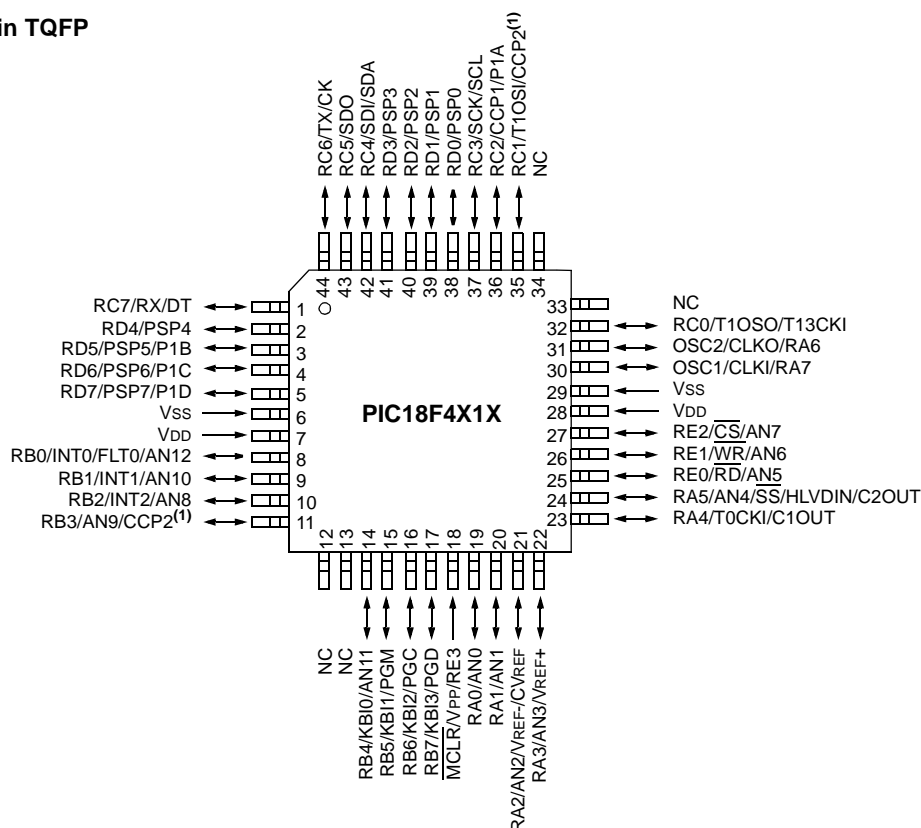 in TQFP
RC6/TX/CK
RC5/SDO
RC4/SDI/SDA
RD3/PSP3
RD2/PSP2
RD1/PSP1
RD0/PSP0
RC3/SCK/SCL
RC2/CCP1/P1A
RC1/T1OSI/CCP2(1)
NC
44
43
42
41
40
39
38
37
36
35
34
RC7/RX/DT 1
RD4/PSP4 2
RD5/PSP5/P1B 3
RD6/PSP6/P1C 4
RD7/PSP7/P1D 5
VSS 6
VDD 7
RB0/INT0/FLT0/AN12 8
RB1/INT1/AN10 9
RB2/INT2/AN8 10
RB3/AN9/CCP2(1) 11
PIC18F4X1X
33 NC
32 RC0/T1OSO/T13CKI
31 OSC2/CLKO/RA6
30 OSC1/CLKI/RA7
29 VSS
28 VDD
27 RE2/CS/AN7
26 RE1/WR/AN6
25 RE0/RD/AN5
24 RA5/AN4/SS/HLVDIN/C2OUT
23 RA4/T0CKI/C1OUT
12
13
14
15
16
17
18
19
20
21
22
NC
NC
RB4/KBI0/AN11
RB5/KBI1/PGM
RB6/KBI2/PGC
RB7/KBI3/PGD
MCLR/VPP/RE3
RA0/AN0
RA1/AN1
RA2/AN2/VREF-/CVREF
RA3/AN3/VREF+